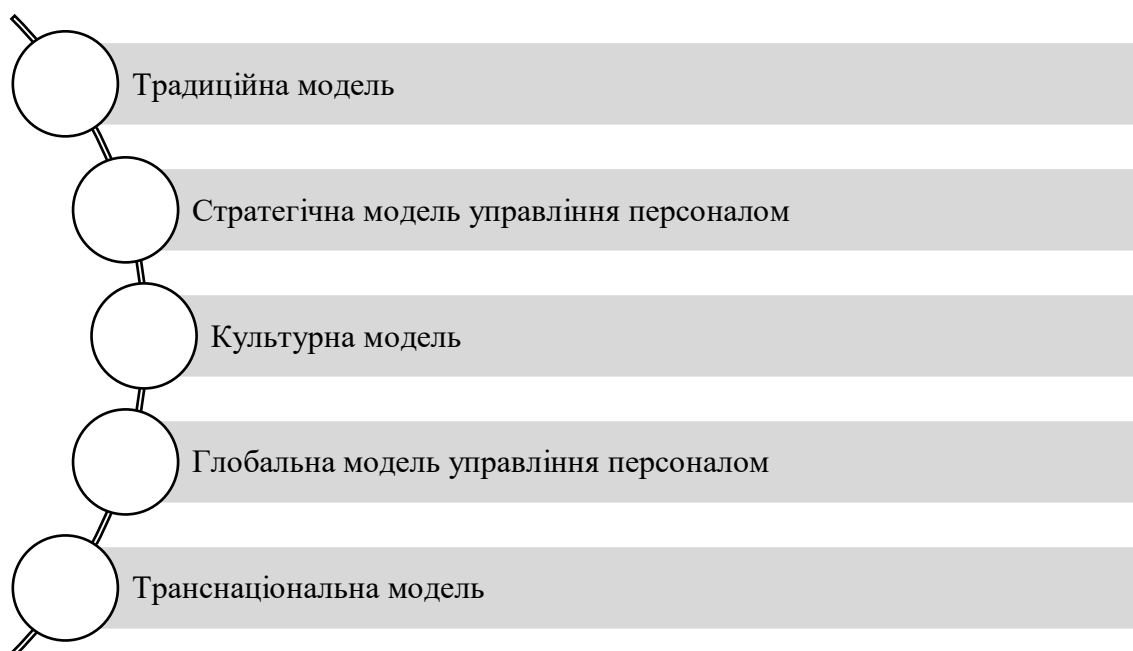 Традиційна модель
Стратегічна модель управління персоналом
Культурна модель
Глобальна модель управління персоналом
Транснаціональна модель